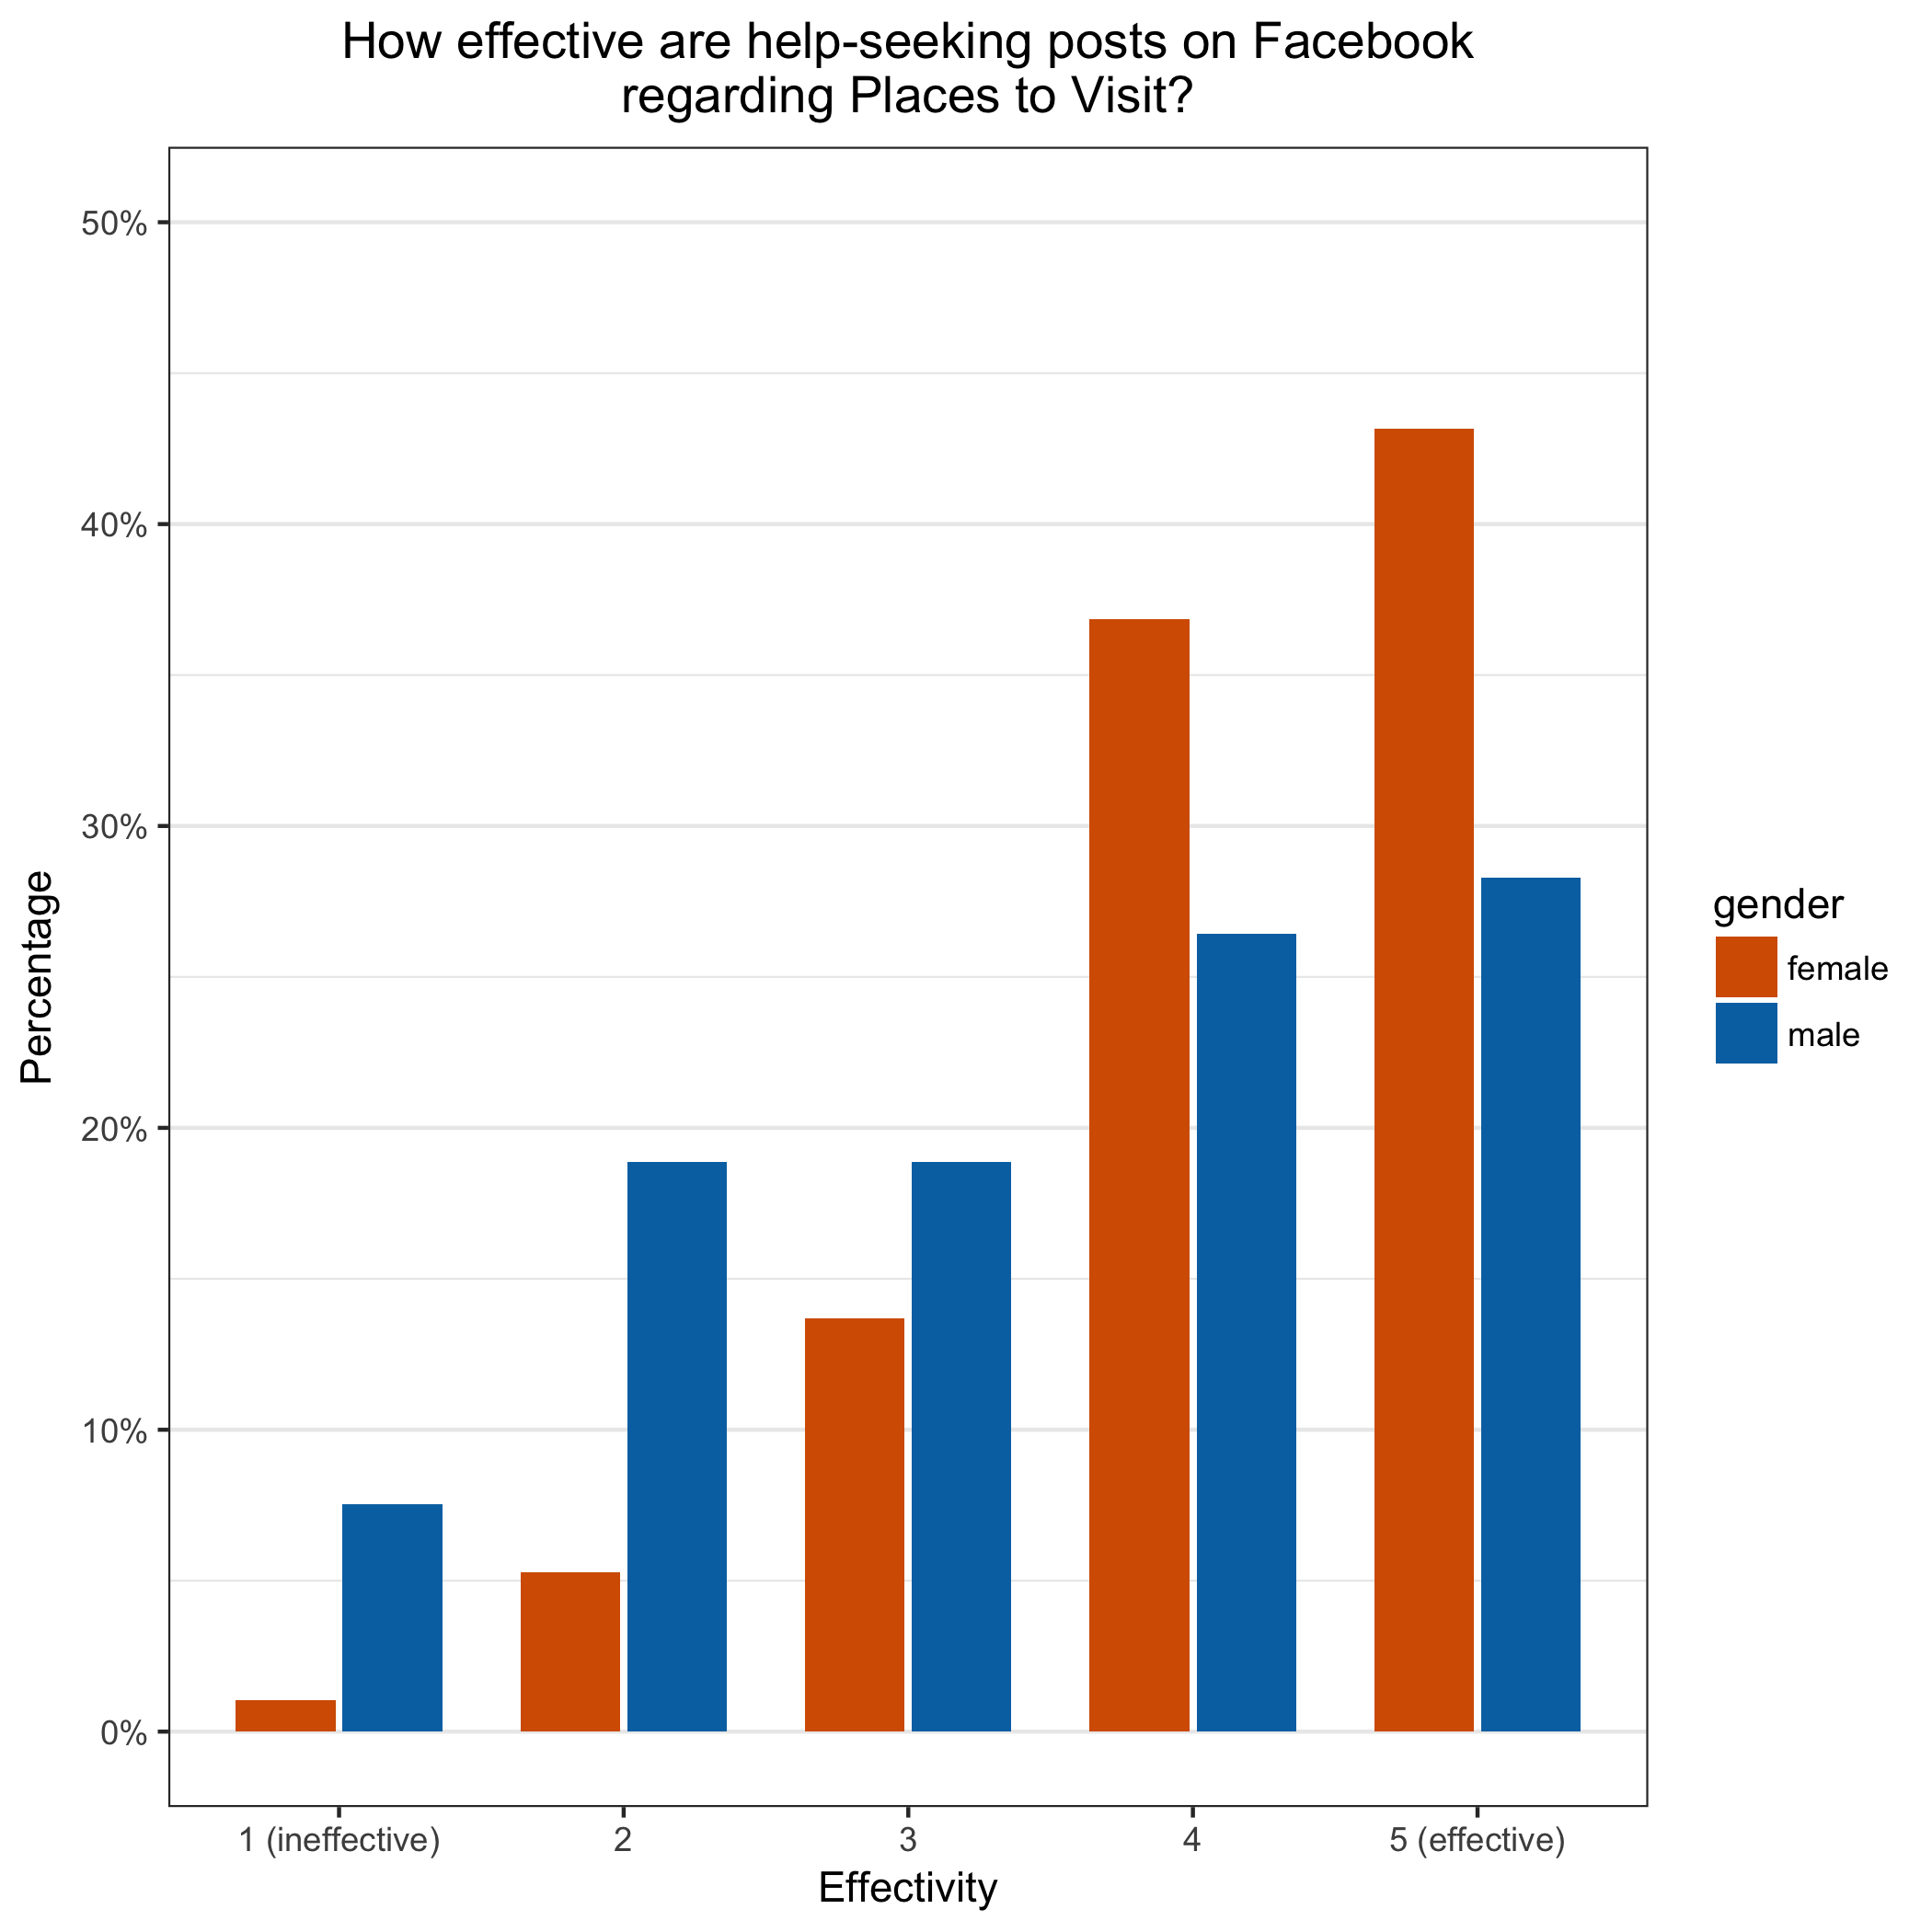 How effective are help-seeking posts on Facebook
regarding Places to Visit?
50%
40%
30%
20%
10%
0%
Percentage
1 (ineffective)
2
3
4
5 (effective)
Effectivity
gender
female
male